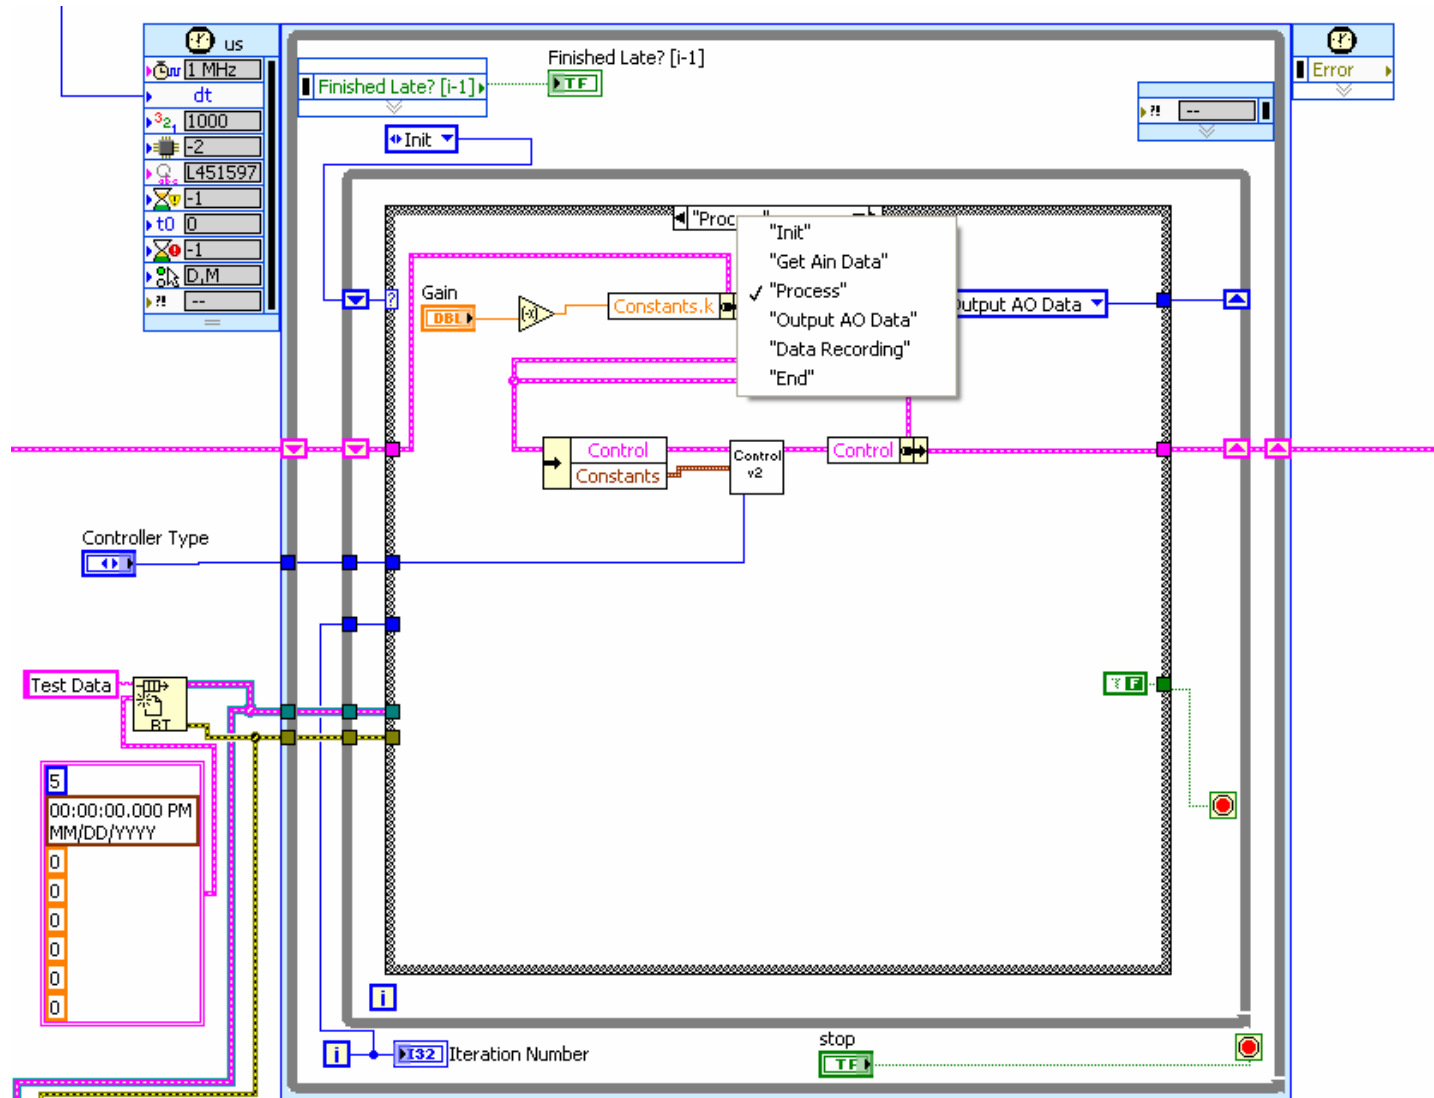 us
1 MHz
dt
1000
-2
L451597
-1
t0 0
-1
D,M
?! --
Finished Late? [i-1]
Finished Late? [i-1]
TF
Init
?! --
Error
"Proc
"Init"
"Get Ain Data"
"Process"
"Output AO Data"
"Data Recording"
"End"
?
Gain
DBL
-x
Constants.k
utput AO Data
Control
Constants
Control
v2
Control
Controller Type
Test Data
RT
5
00:00:00.000 PM
MM/DD/YYYY
0
0
0
0
0
0
F
i
i
I32
Iteration Number
stop
TF